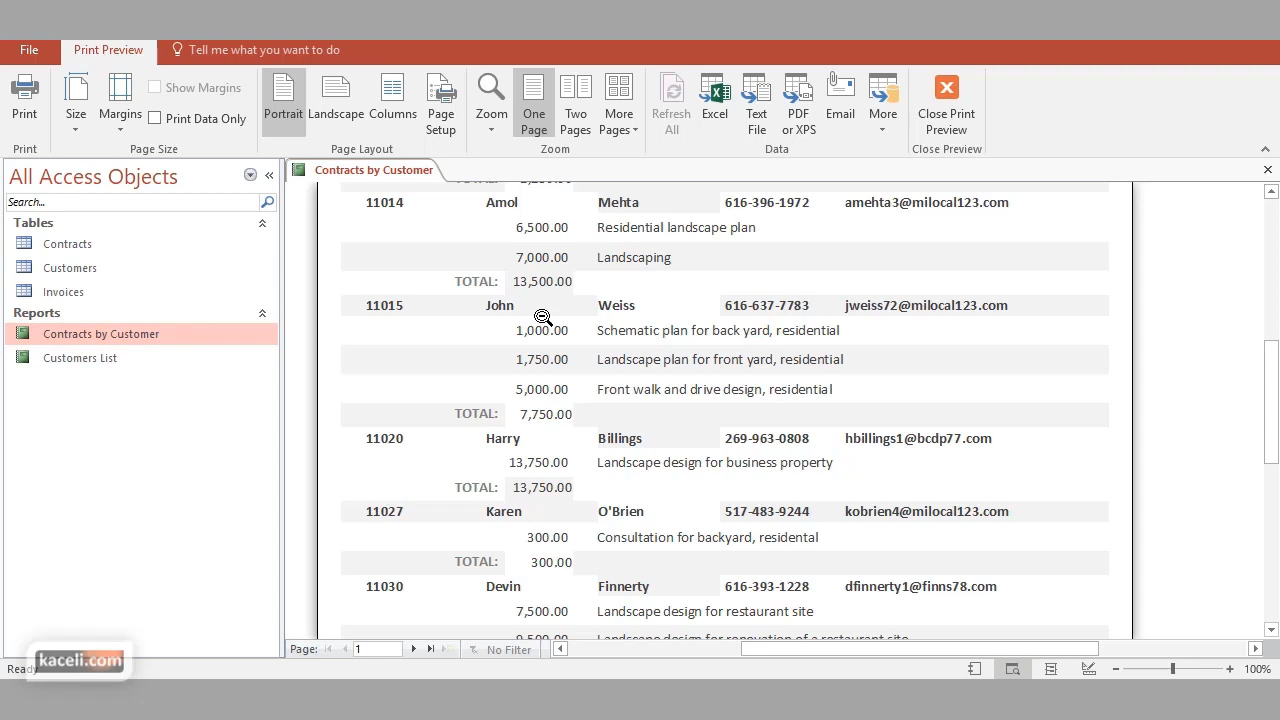 File
Print Preview
Tell me what you want to do
Print
Size
Margins
Show Margins
Print Data Only
Portrait
Landscape
Columns
Page Setup
Zoom
One Page
Two Pages
More Pages
Refresh All
Excel
Text File
PDF or XPS
Email
More
Close Print Preview
Print
Page Size
Page Layout
Zoom
Data
Close Preview
All Access Objects
Search...
Tables
Contracts
Customers
Invoices
Reports
Contracts by Customer
Customers List
Contracts by Customer
11014 Amol Mehta 616-396-1972 amehta3@milocal123.com
6,500.00 Residential landscape plan
7,000.00 Landscaping
TOTAL: 13,500.00
11015 John Weiss 616-637-7783 jweiss72@milocal123.com
1,000.00 Schematic plan for back yard, residential
1,750.00 Landscape plan for front yard, residential
5,000.00 Front walk and drive design, residential
TOTAL: 7,750.00
11020 Harry Billings 269-963-0808 hbillings1@bcdp77.com
13,750.00 Landscape design for business property
TOTAL: 13,750.00
11027 Karen O'Brien 517-483-9244 kobrien4@milocal123.com
300.00 Consultation for backyard, residental
TOTAL: 300.00
11030 Devin Finnerty 616-393-1228 dfinnerty1@finns78.com
7,500.00 Landscape design for restaurant site
9,500.00 Landscape design for renovation of a restaurant site
Page: 1 No Filter
kaceli.com
Ready
100%